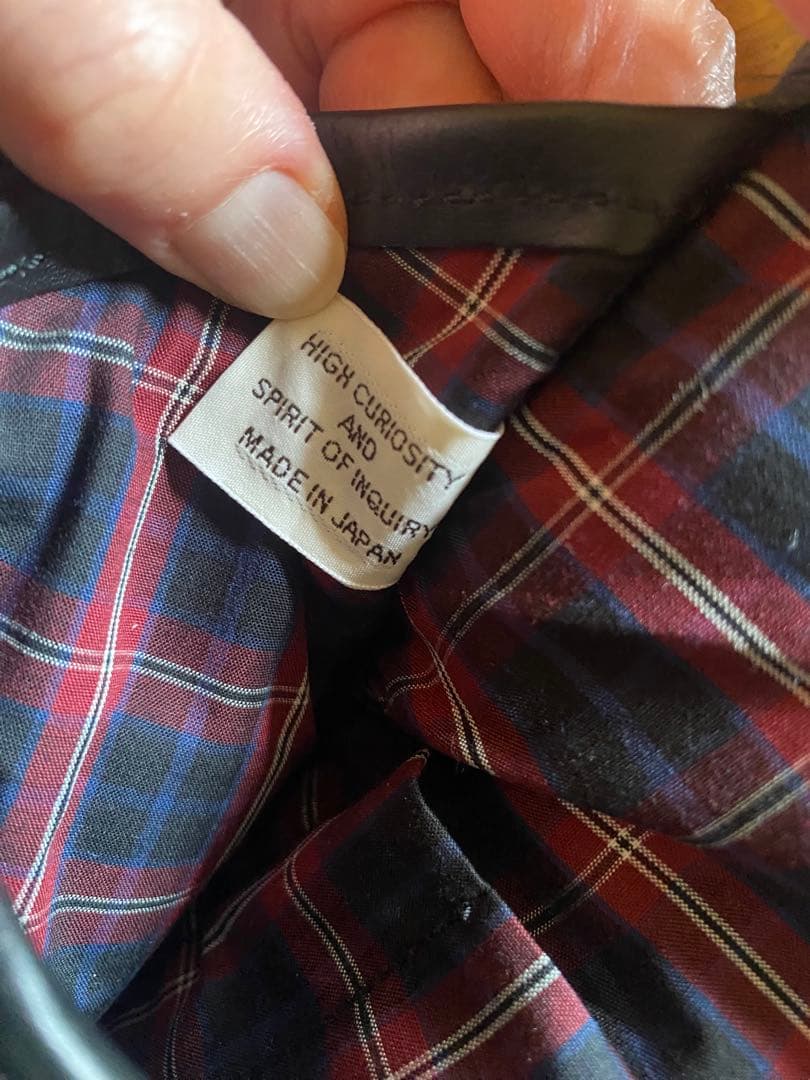 HIGH CURIOSITY
AND
SPIRIT OF INQUIRY
MADE IN JAPAN